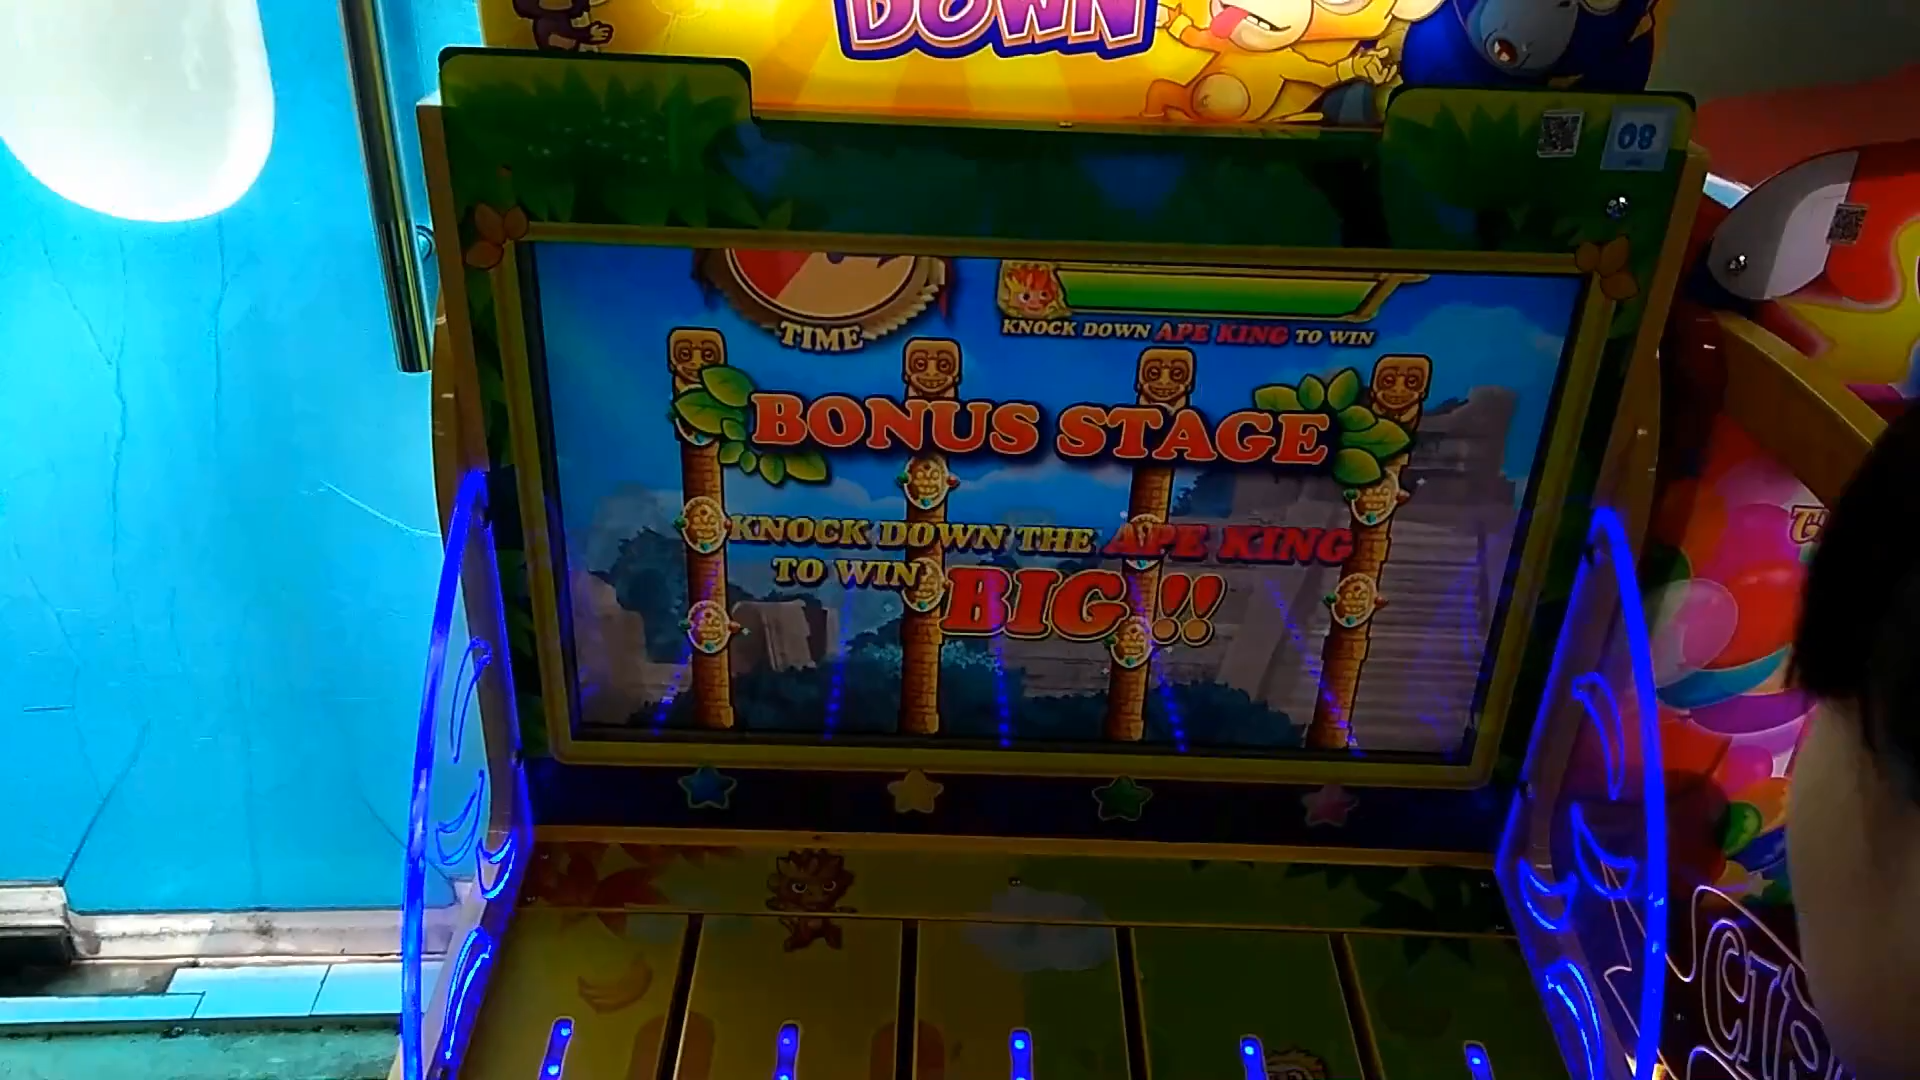 DOWN
08
TIME
KNOCK DOWN APE KING TO WIN
BONUS STAGE
KNOCK DOWN THE APE KING
TO WIN BIG !!